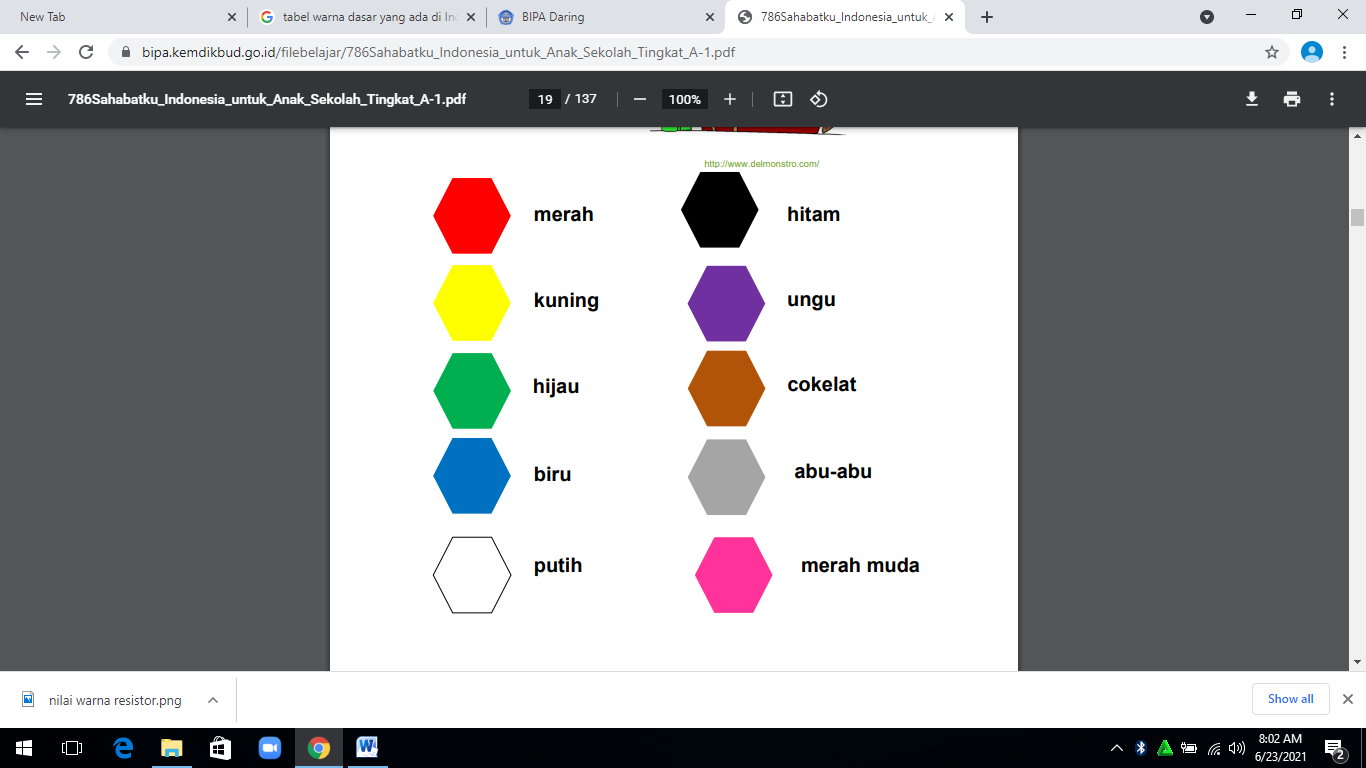 New Tab
tabel warna dasar yang ada di In
BIPA Daring
786Sahabatku_Indonesia_untuk_A
bipa.kemdikbud.go.id/filebelajar/786Sahabatku_Indonesia_untuk_Anak_Sekolah_Tingkat_A-1.pdf
786Sahabatku_Indonesia_untuk_Anak_Sekolah_Tingkat_A-1.pdf
19 / 137
100%
http://www.delmonstro.com/
merah
hitam
kuning
ungu
hijau
cokelat
biru
abu-abu
putih
merah muda
nilai warna resistor.png
Show all
8:02 AM
6/23/2021
2